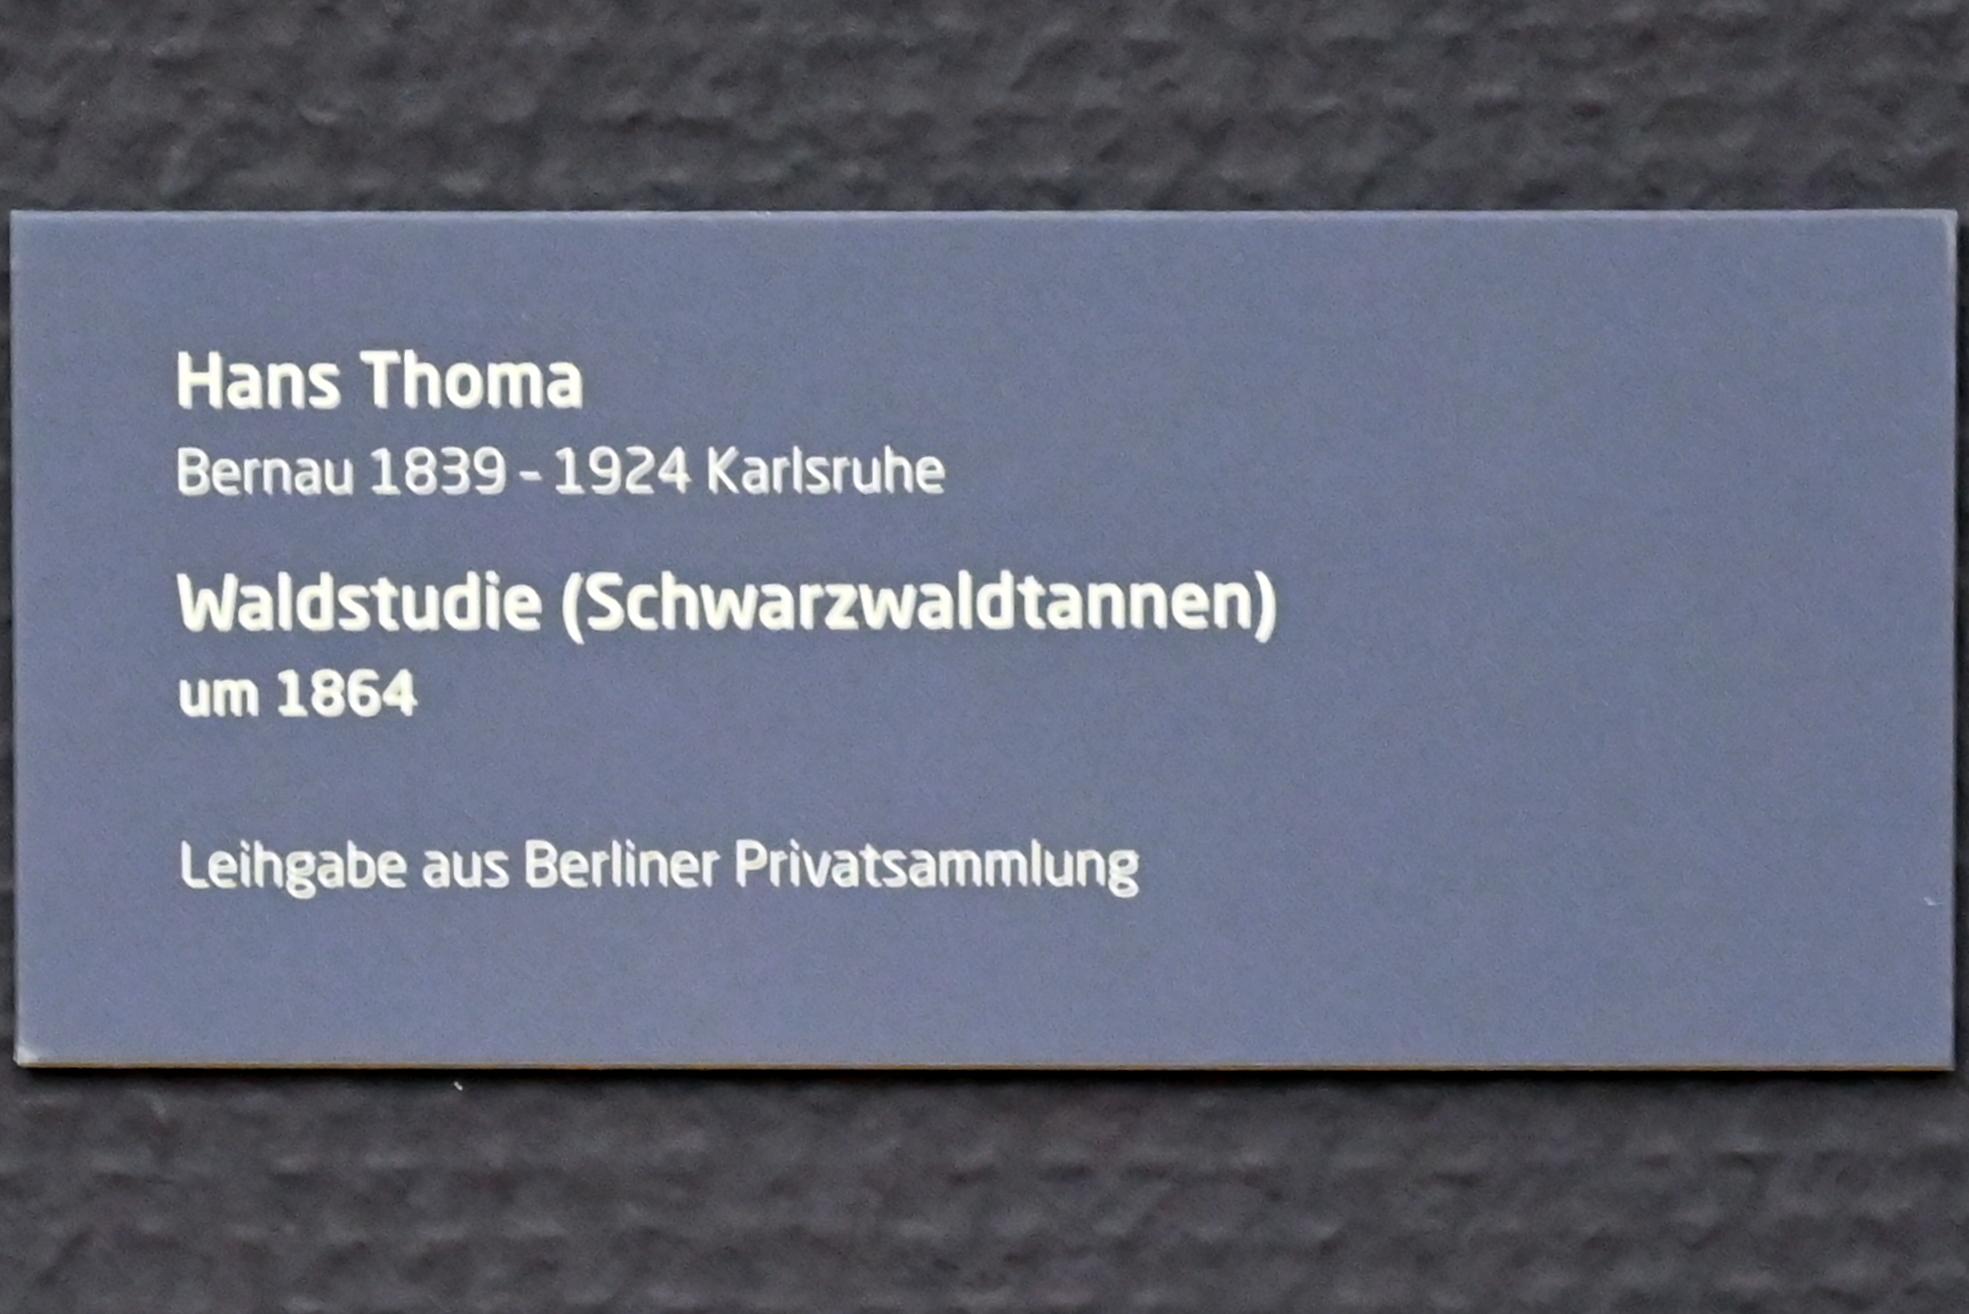 Hans Thoma
Bernau 1839 - 1924 Karlsruhe
Waldstudie (Schwarzwaldtannen)
um 1864
Leihgabe aus Berliner Privatsammlung